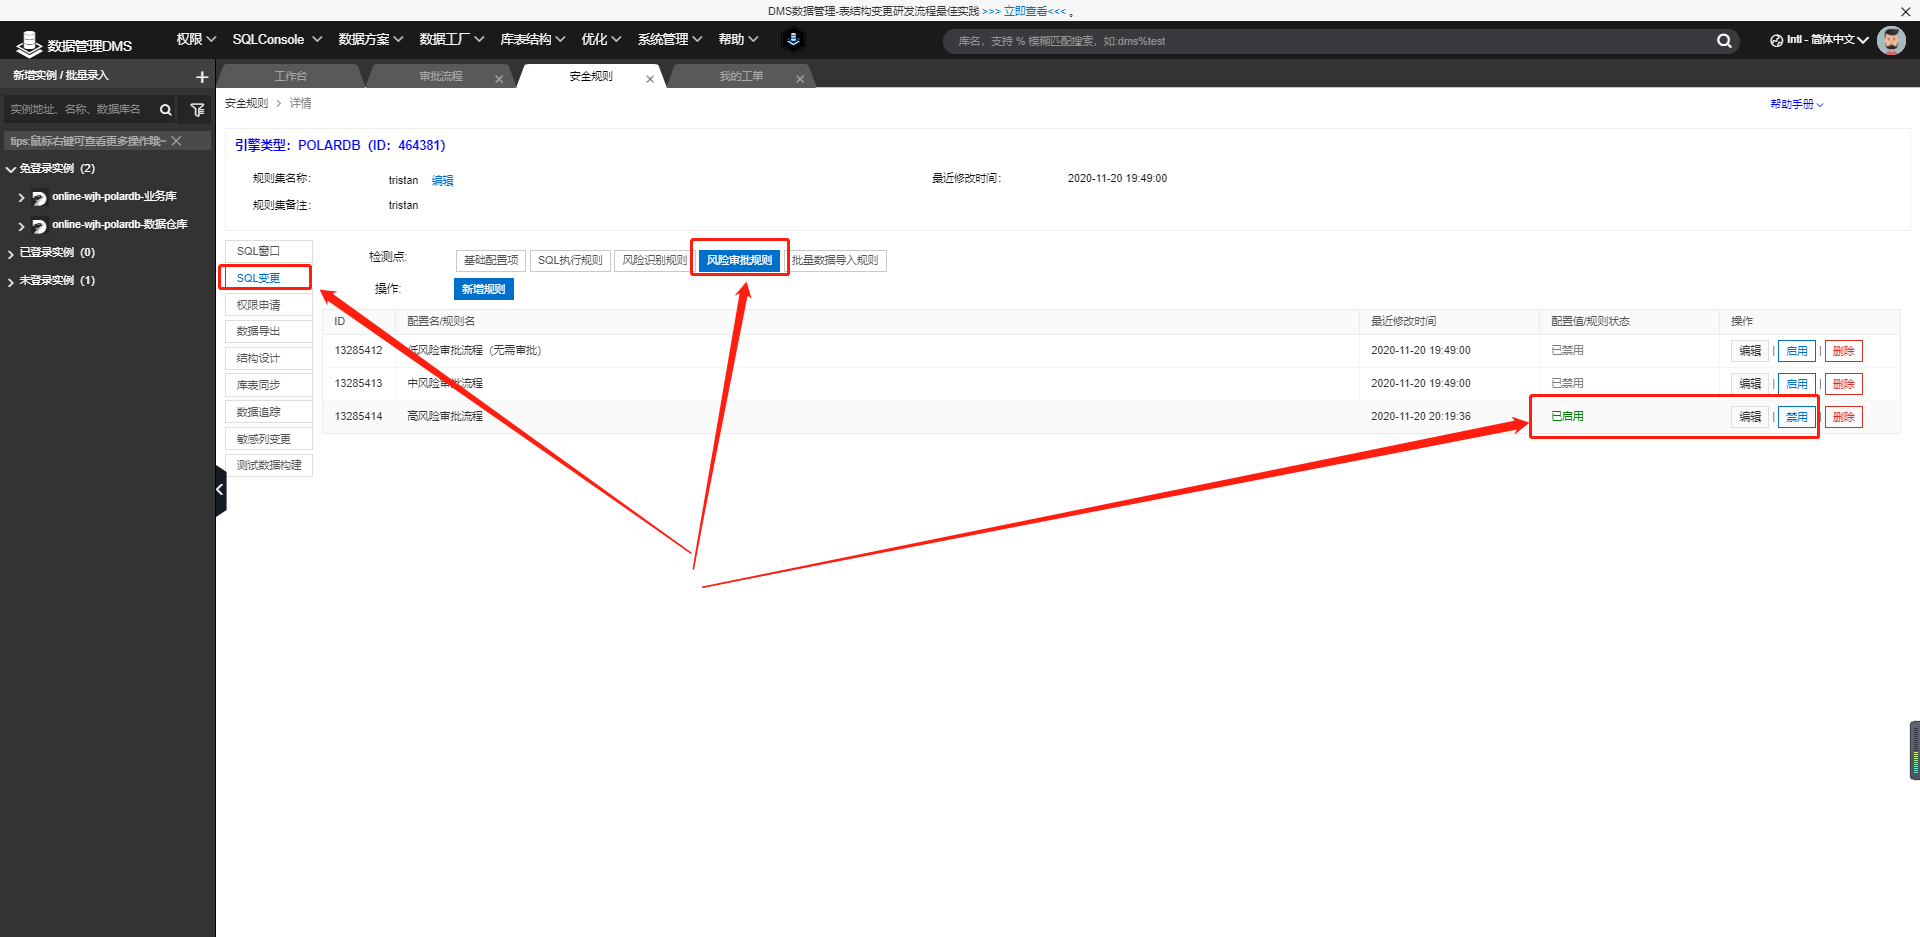 DMS数据管理-表结构变更研发流程最佳实践 >>> 立即查看<<< 。
数据管理DMS 权限 SQLConsole 数据方案 数据工厂 库表结构 优化 系统管理 帮助 库名，支持 % 模糊匹配搜索，如:dms%test Intl - 简体中文
新增实例 / 批量录入 + 工作台 审批流程 安全规则 我的工单
实例地址、名称、数据库名
安全规则 > 详情 帮助手册
tips:鼠标右键可查看更多操作哦~
引擎类型：POLARDB（ID：464381）
免登录实例（2）
规则集名称: tristan 编辑 最近修改时间: 2020-11-20 19:49:00
online-wjh-polardb-业务库
规则集备注: tristan
online-wjh-polardb-数据仓库
已登录实例（0）
未登录实例（1）
SQL窗口
SQL变更
权限申请
数据导出
结构设计
库表同步
数据追踪
敏感列变更
测试数据构建
检测点: 基础配置项 SQL执行规则 风险识别规则 风险审批规则 批量数据导入规则
操作: 新增规则
ID 配置名/规则名 最近修改时间 配置值/规则状态 操作
13285412 低风险审批流程（无需审批） 2020-11-20 19:49:00 已禁用 编辑 | 启用 | 删除
13285413 中风险审批流程 2020-11-20 19:49:00 已禁用 编辑 | 启用 | 删除
13285414 高风险审批流程 2020-11-20 20:19:36 已启用 编辑 | 禁用 | 删除